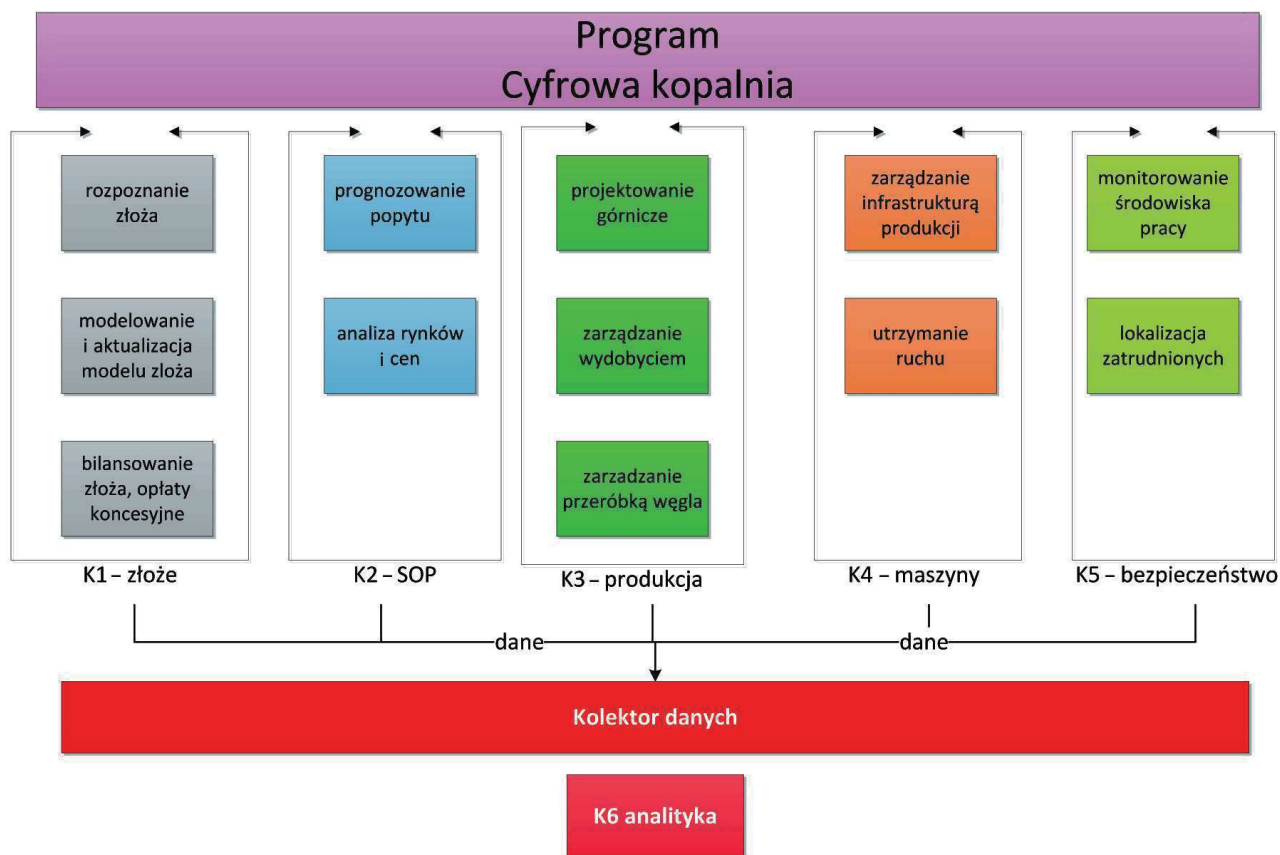 Program
Cyfrowa kopalnia
rozpoznanie
złoża
modelowanie
i aktualizacja
modelu zloża
bilansowanie
złoża, opłaty
koncesyjne
K1 – złoże
prognozowanie
popytu
analiza rynków
i cen
K2 – SOP
projektowanie
górnicze
zarządzanie
wydobyciem
zarzadzanie
przeróbką węgla
K3 – produkcja
zarządzanie
infrastrukturą
produkcji
utrzymanie
ruchu
K4 – maszyny
monitorowanie
środowiska
pracy
lokalizacja
zatrudnionych
K5 – bezpieczeństwo
dane
dane
Kolektor danych
K6 analityka